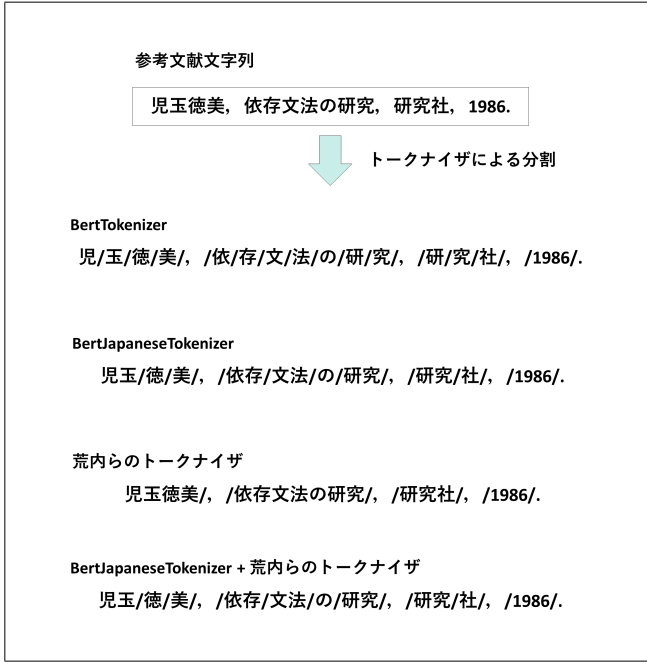 参考文献文字列
児玉徳美，依存文法の研究，研究社，1986.
トークナイザによる分割
BertTokenizer
児/玉/徳/美/，/依/存/文/法/の/研/究/，/研/究/社/，/1986/.
BertJapaneseTokenizer
児玉/徳/美/，/依存/文法/の/研究/，/研究/社/，/1986/.
荒内らのトークナイザ
児玉徳美/，/依存文法の研究/，/研究社/，/1986/.
BertJapaneseTokenizer + 荒内らのトークナイザ
児玉/徳/美/，/依存/文法/の/研究/，/研究/社/，/1986/.